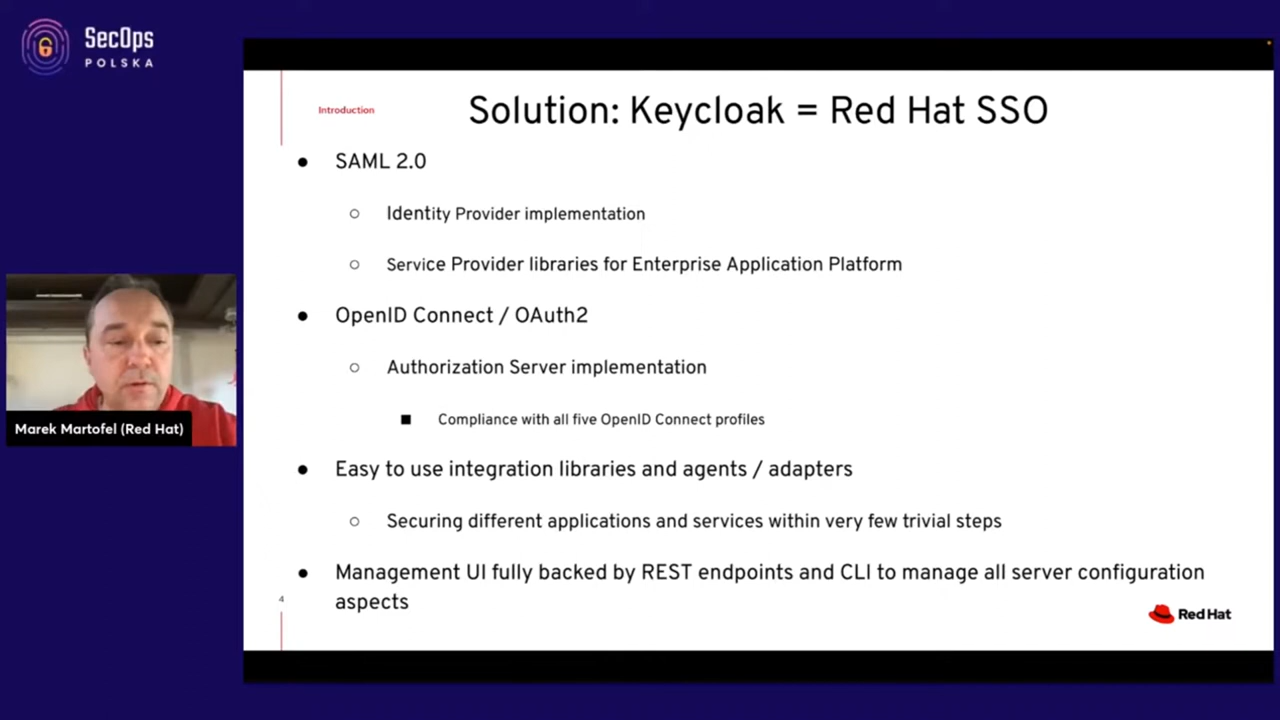 SecOps
POLSKA
Introduction
Solution: Keycloak = Red Hat SSO
● SAML 2.0
○ Identity Provider implementation
○ Service Provider libraries for Enterprise Application Platform
● OpenID Connect / OAuth2
○ Authorization Server implementation
■ Compliance with all five OpenID Connect profiles
● Easy to use integration libraries and agents / adapters
○ Securing different applications and services within very few trivial steps
● Management UI fully backed by REST endpoints and CLI to manage all server configuration
aspects
4
Red Hat
Marek Martofel (Red Hat)